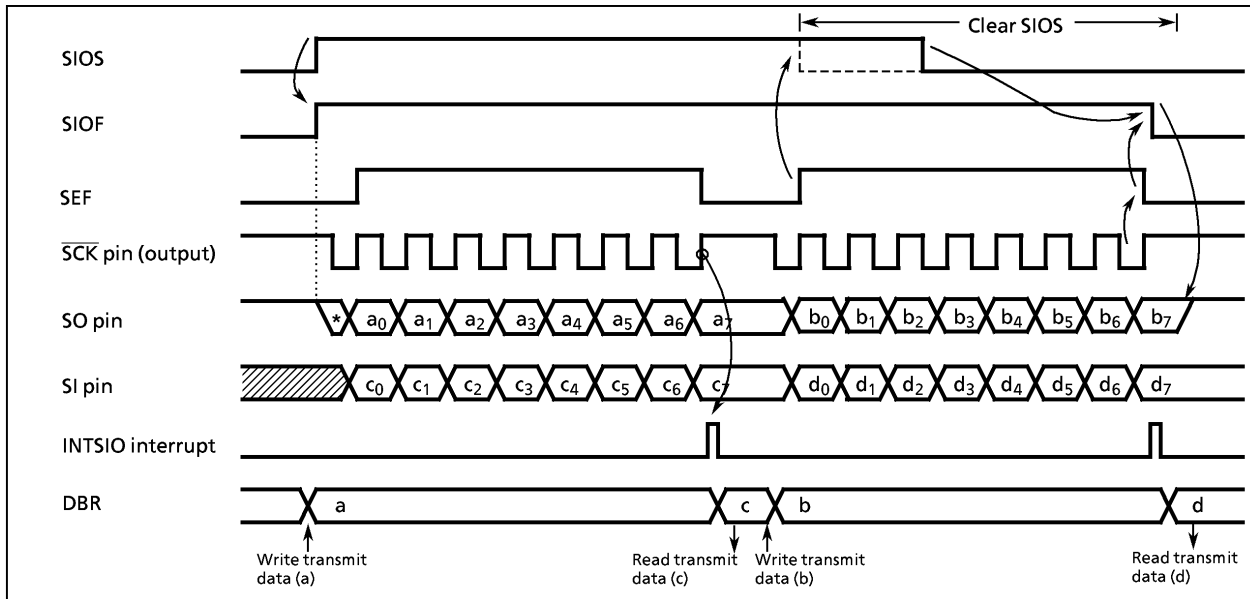 Clear SIOS
SIOS
SIOF
SEF
SCK pin (output)
SO pin * a0 a1 a2 a3 a4 a5 a6 a7 b0 b1 b2 b3 b4 b5 b6 b7
SI pin c0 c1 c2 c3 c4 c5 c6 c7 d0 d1 d2 d3 d4 d5 d6 d7
INTSIO interrupt
DBR a c b d
Write transmit
data (a)
Read transmit
data (c)
Write transmit
data (b)
Read transmit
data (d)